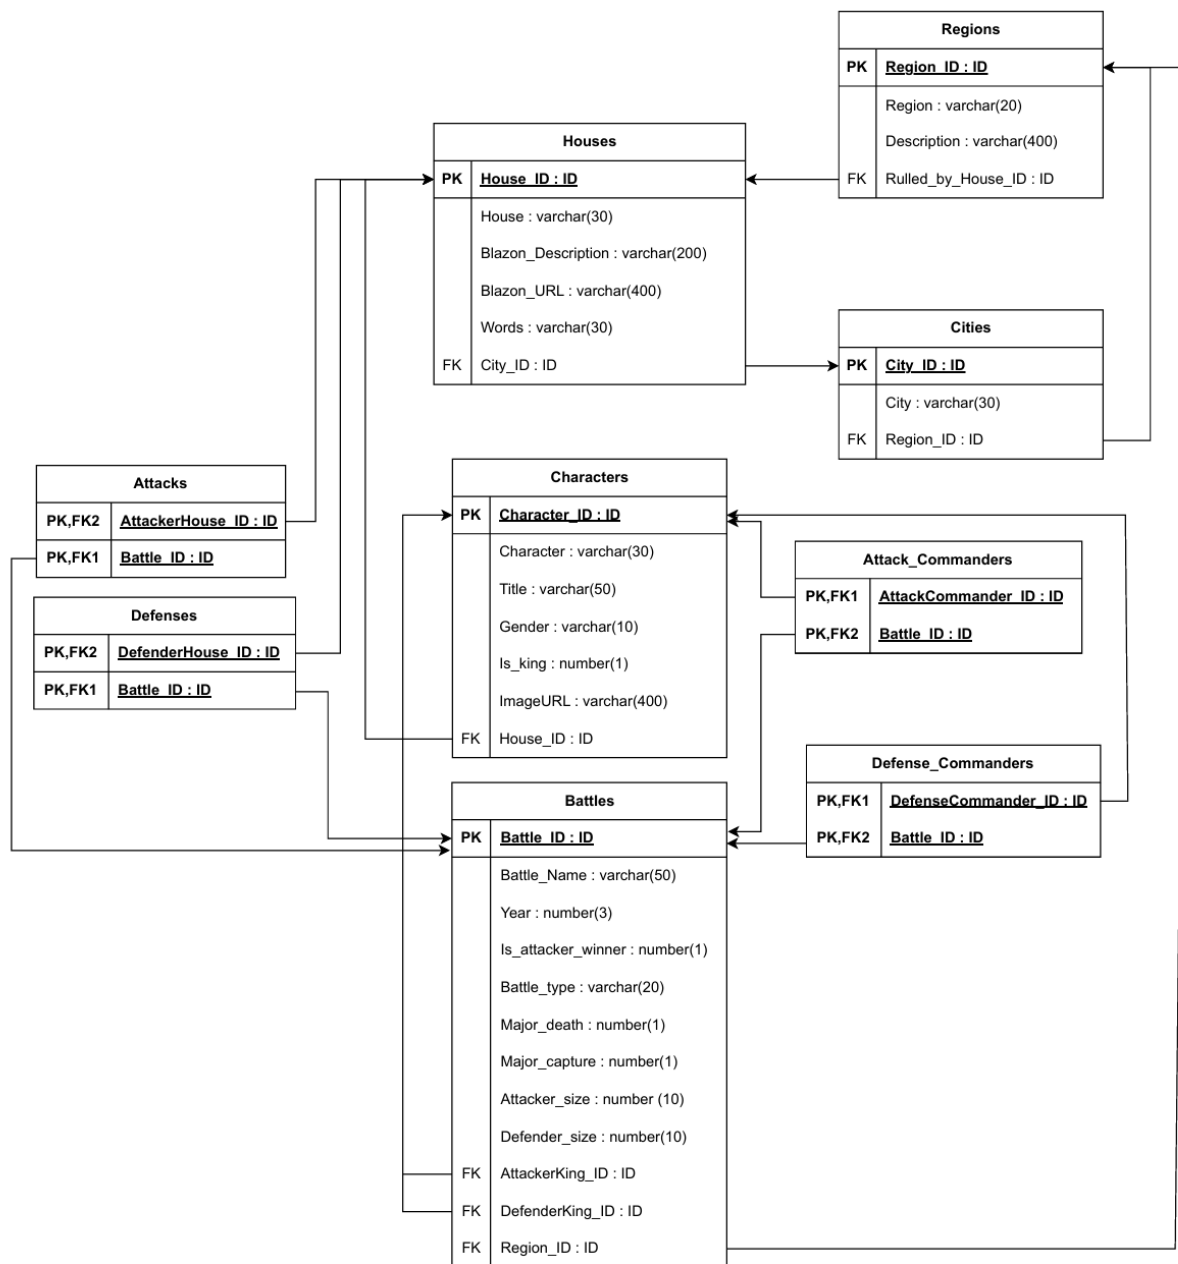 Regions
PK Region_ID : ID
Region : varchar(20)
Description : varchar(400)
FK Rulled_by_House_ID : ID
Houses
PK House_ID : ID
House : varchar(30)
Blazon_Description : varchar(200)
Blazon_URL : varchar(400)
Words : varchar(30)
FK City_ID : ID
Cities
PK City_ID : ID
City : varchar(30)
FK Region_ID : ID
Attacks
PK,FK2 AttackerHouse_ID : ID
PK,FK1 Battle_ID : ID
Defenses
PK,FK2 DefenderHouse_ID : ID
PK,FK1 Battle_ID : ID
Characters
PK Character_ID : ID
Character : varchar(30)
Title : varchar(50)
Gender : varchar(10)
Is_king : number(1)
ImageURL : varchar(400)
FK House_ID : ID
Attack_Commanders
PK,FK1 AttackCommander_ID : ID
PK,FK2 Battle_ID : ID
Defense_Commanders
PK,FK1 DefenseCommander_ID : ID
PK,FK2 Battle_ID : ID
Battles
PK Battle_ID : ID
Battle_Name : varchar(50)
Year : number(3)
Is_attacker_winner : number(1)
Battle_type : varchar(20)
Major_death : number(1)
Major_capture : number(1)
Attacker_size : number (10)
Defender_size : number(10)
FK AttackerKing_ID : ID
FK DefenderKing_ID : ID
FK Region_ID : ID